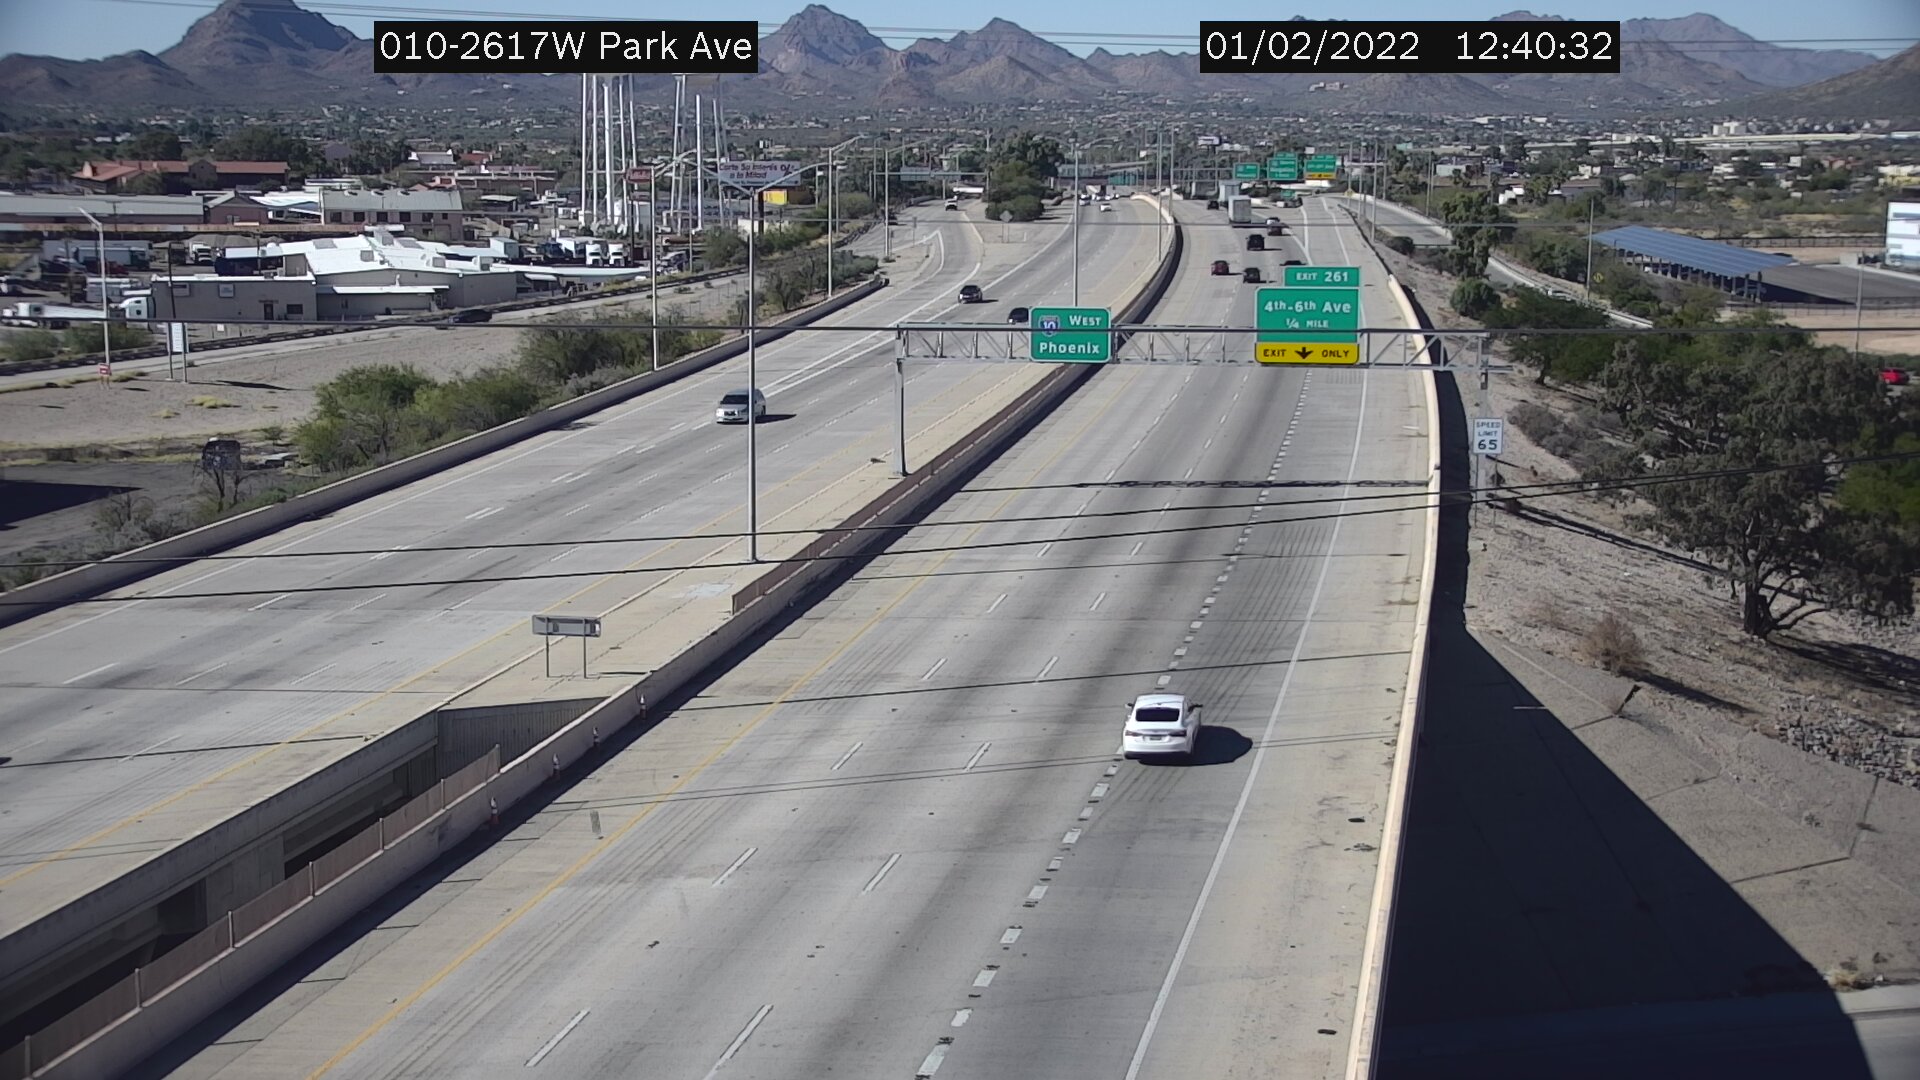 010-2617W Park Ave
01/02/2022 12:40:32
EXIT 261
4th-6th Ave
1/4 MILE
EXIT ONLY
10 WEST
Phoenix
SPEED
LIMIT
65